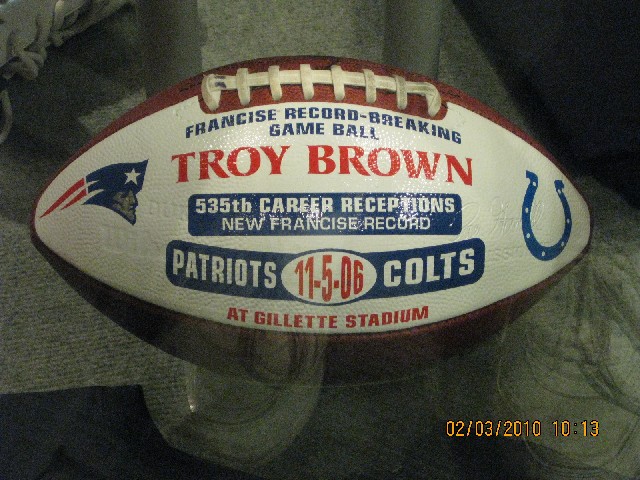 FRANCISE RECORD-BREAKING
GAME BALL
TROY BROWN
535th CAREER RECEPTIONS
NEW FRANCISE RECORD
PATRIOTS 11-5-06 COLTS
AT GILLETTE STADIUM
02/03/2010 10:13